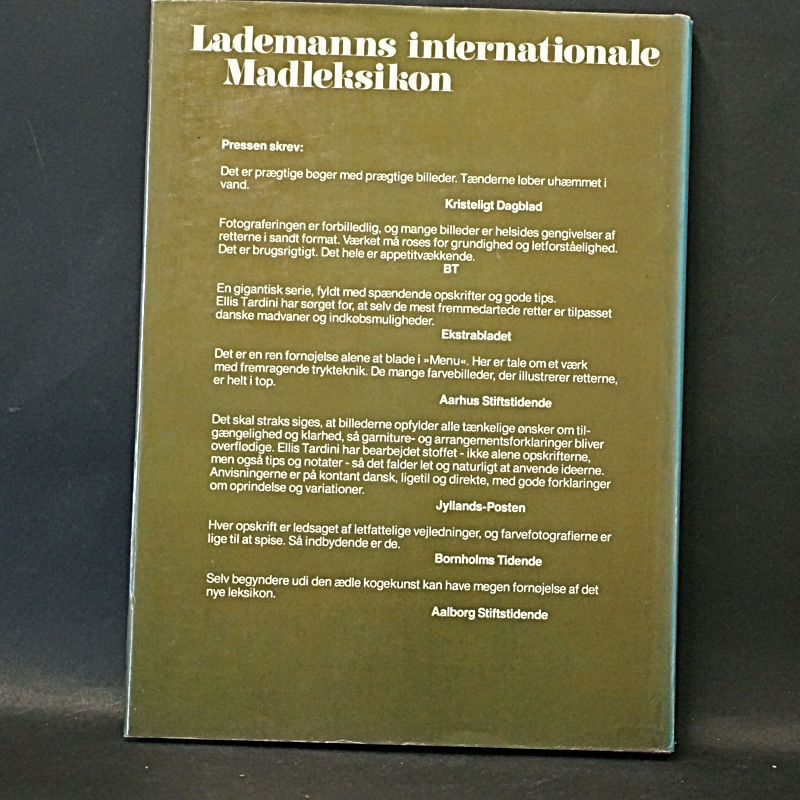 Lademanns internationale
Madleksikon
Pressen skrev:
Det er prægtige bøger med prægtige billeder. Tænderne løber uhæmmet i
vand.
Kristeligt Dagblad
Fotograferingen er forbilledlig, og mange billeder er helsides gengivelser af
retterne i sandt format. Værket må roses for grundighed og letforståelighed.
Det er brugsrigtigt. Det hele er appetitvækkende.
BT
En gigantisk serie, fyldt med spændende opskrifter og gode tips.
Ellis Tardini har sørget for, at selv de mest fremmedartede retter er tilpasset
danske madvaner og indkøbsmuligheder.
Ekstrabladet
Det er en ren fornøjelse alene at blade i »Menu«. Her er tale om et værk
med fremragende trykteknik. De mange farvebilleder, der illustrerer retterne,
er helt i top.
Aarhus Stiftstidende
Det skal straks siges, at billederne opfylder alle tænkelige ønsker om til-
gængelighed og klarhed, så garniture- og arrangementsforklaringer bliver
overflødige. Ellis Tardini har bearbejdet stoffet - ikke alene opskrifterne,
men også tips og notater - så det falder let og naturligt at anvende ideerne.
Anvisningerne er på kontant dansk, ligetil og direkte, med gode forklaringer
om oprindelse og variationer.
Jyllands-Posten
Hver opskrift er ledsaget af letfattelige vejledninger, og farvefotografierne er
lige til at spise. Så indbydende er de.
Bornholms Tidende
Selv begyndere udi den ædle kogekunst kan have megen fornøjelse af det
nye leksikon.
Aalborg Stiftstidende